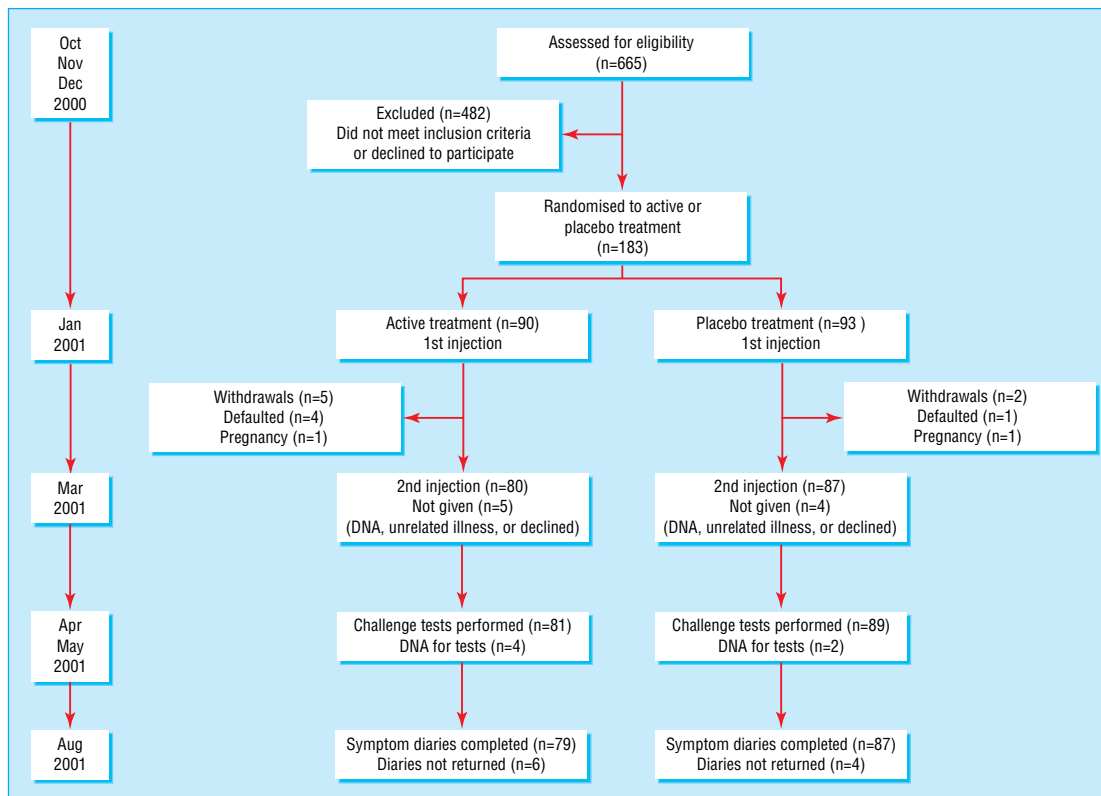 Oct
Nov
Dec
2000
Assessed for eligibility
(n=665)
Excluded (n=482)
Did not meet inclusion criteria
or declined to participate
Randomised to active or
placebo treatment
(n=183)
Jan
2001
Active treatment (n=90)
1st injection
Placebo treatment (n=93 )
1st injection
Withdrawals (n=5)
Defaulted (n=4)
Pregnancy (n=1)
Withdrawals (n=2)
Defaulted (n=1)
Pregnancy (n=1)
Mar
2001
2nd injection (n=80)
Not given (n=5)
(DNA, unrelated illness, or declined)
2nd injection (n=87)
Not given (n=4)
(DNA, unrelated illness, or declined)
Apr
May
2001
Challenge tests performed (n=81)
DNA for tests (n=4)
Challenge tests performed (n=89)
DNA for tests (n=2)
Aug
2001
Symptom diaries completed (n=79)
Diaries not returned (n=6)
Symptom diaries completed (n=87)
Diaries not returned (n=4)